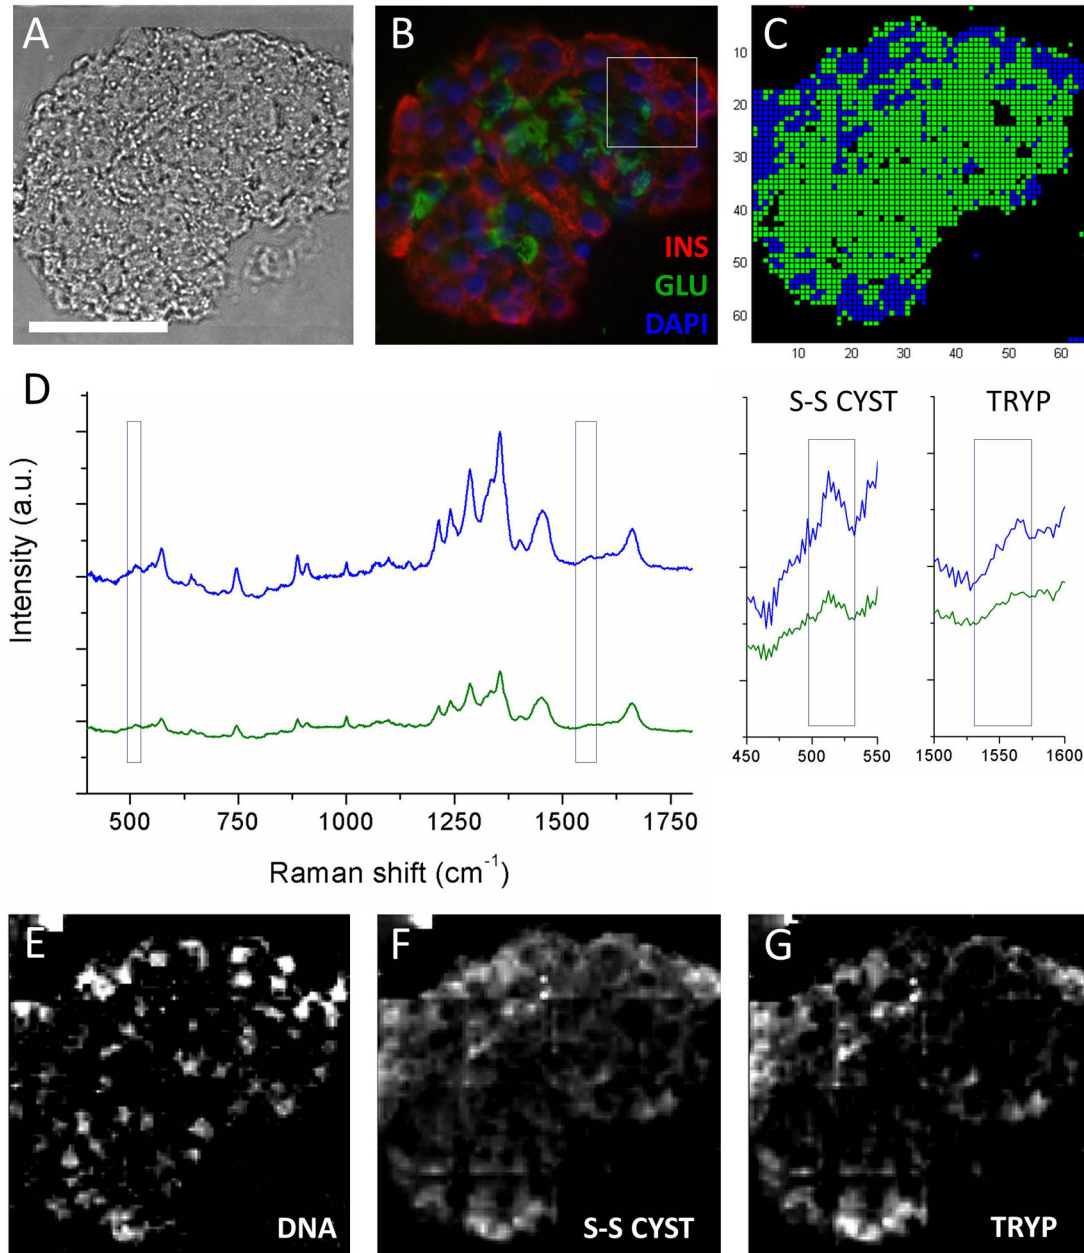 A
B
INS
GLU
DAPI
C
10
20
30
40
50
60
10 20 30 40 50 60
D
Intensity (a.u.)
500 750 1000 1250 1500 1750
Raman shift (cm-1)
S-S CYST
450 500 550
TRYP
1500 1550 1600
E
DNA
F
S-S CYST
G
TRYP